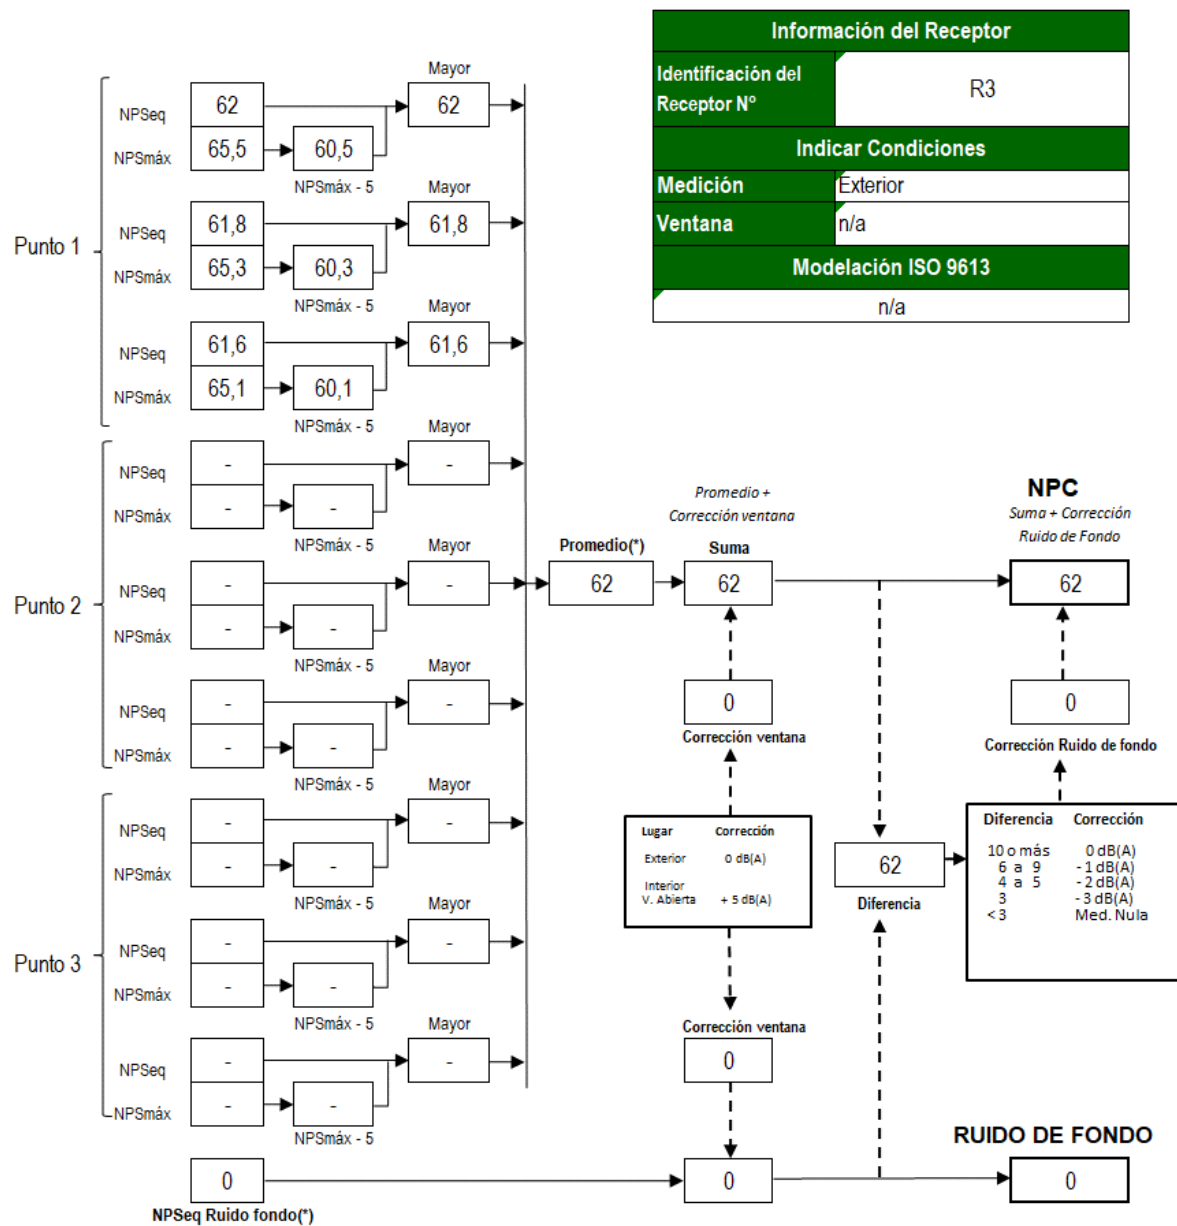 Información del Receptor
Identificación del
Receptor N°
R3
Indicar Condiciones
Medición
Exterior
Ventana
n/a
Modelación ISO 9613
n/a
Punto 1
Mayor
NPSeq
62
62
NPSmáx
65,5
60,5
NPSmáx - 5
Mayor
NPSeq
61,8
61,8
NPSmáx
65,3
60,3
NPSmáx - 5
Mayor
NPSeq
61,6
61,6
NPSmáx
65,1
60,1
NPSmáx - 5
Punto 2
Mayor
NPSeq
-
-
NPSmáx
-
-
NPSmáx - 5
Mayor
NPSeq
-
-
NPSmáx
-
-
NPSmáx - 5
Mayor
NPSeq
-
-
NPSmáx
-
-
NPSmáx - 5
Punto 3
Mayor
NPSeq
-
-
NPSmáx
-
-
NPSmáx - 5
NPSeq
-
-
NPSmáx
-
-
NPSmáx - 5
Mayor
NPSeq
-
-
NPSmáx
-
-
NPSmáx - 5
0
NPSeq Ruido fondo(*)
Promedio(*)
62
Promedio +
Corrección ventana
Suma
62
0
Corrección ventana
Lugar Corrección
Exterior 0 dB(A)
Interior
V. Abierta + 5 dB(A)
Corrección ventana
0
0
62
Diferencia
NPC
Suma + Corrección
Ruido de Fondo
62
0
Corrección Ruido de fondo
Diferencia Corrección
10 o más 0 dB(A)
6 a 9 - 1 dB(A)
4 a 5 - 2 dB(A)
3 - 3 dB(A)
< 3 Med. Nula
RUIDO DE FONDO
0